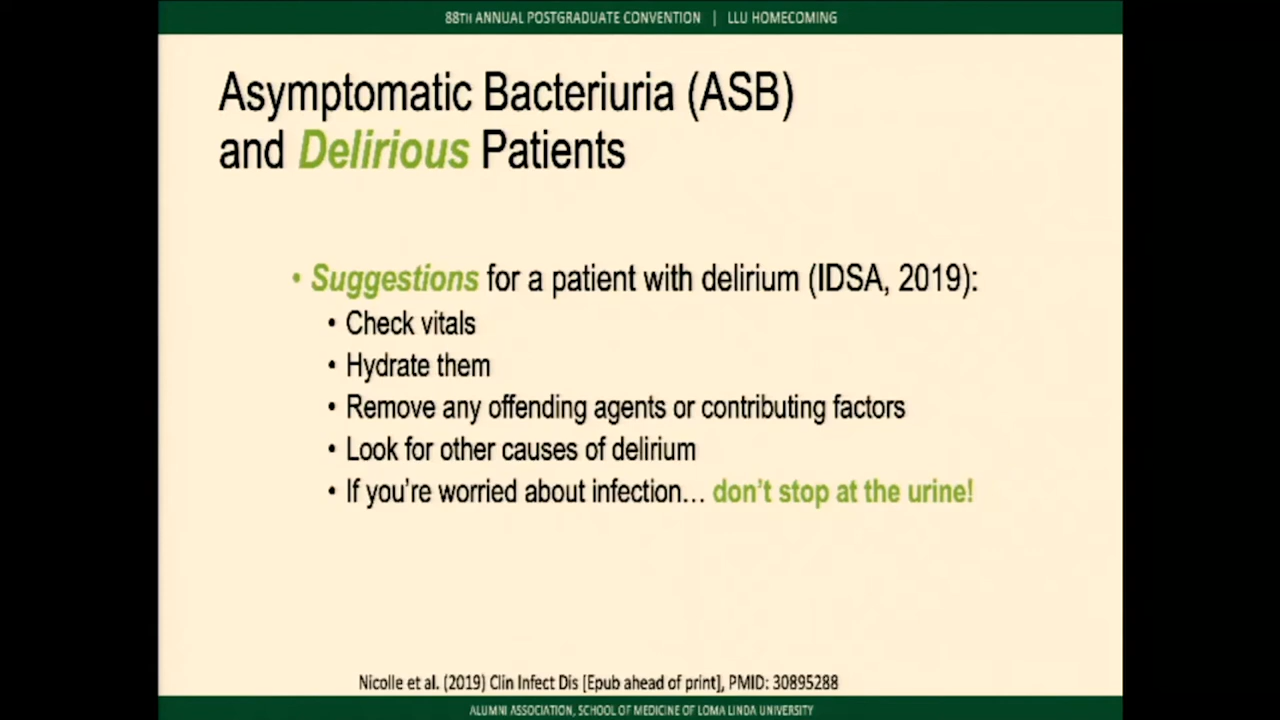 88TH ANNUAL POSTGRADUATE CONVENTION | LLU HOMECOMING
Asymptomatic Bacteriuria (ASB)
and Delirious Patients
• Suggestions for a patient with delirium (IDSA, 2019):
• Check vitals
• Hydrate them
• Remove any offending agents or contributing factors
• Look for other causes of delirium
• If you're worried about infection… don't stop at the urine!
Nicolle et al. (2019) Clin Infect Dis [Epub ahead of print], PMID: 30895288
ALUMNI ASSOCIATION, SCHOOL OF MEDICINE OF LOMA LINDA UNIVERSITY